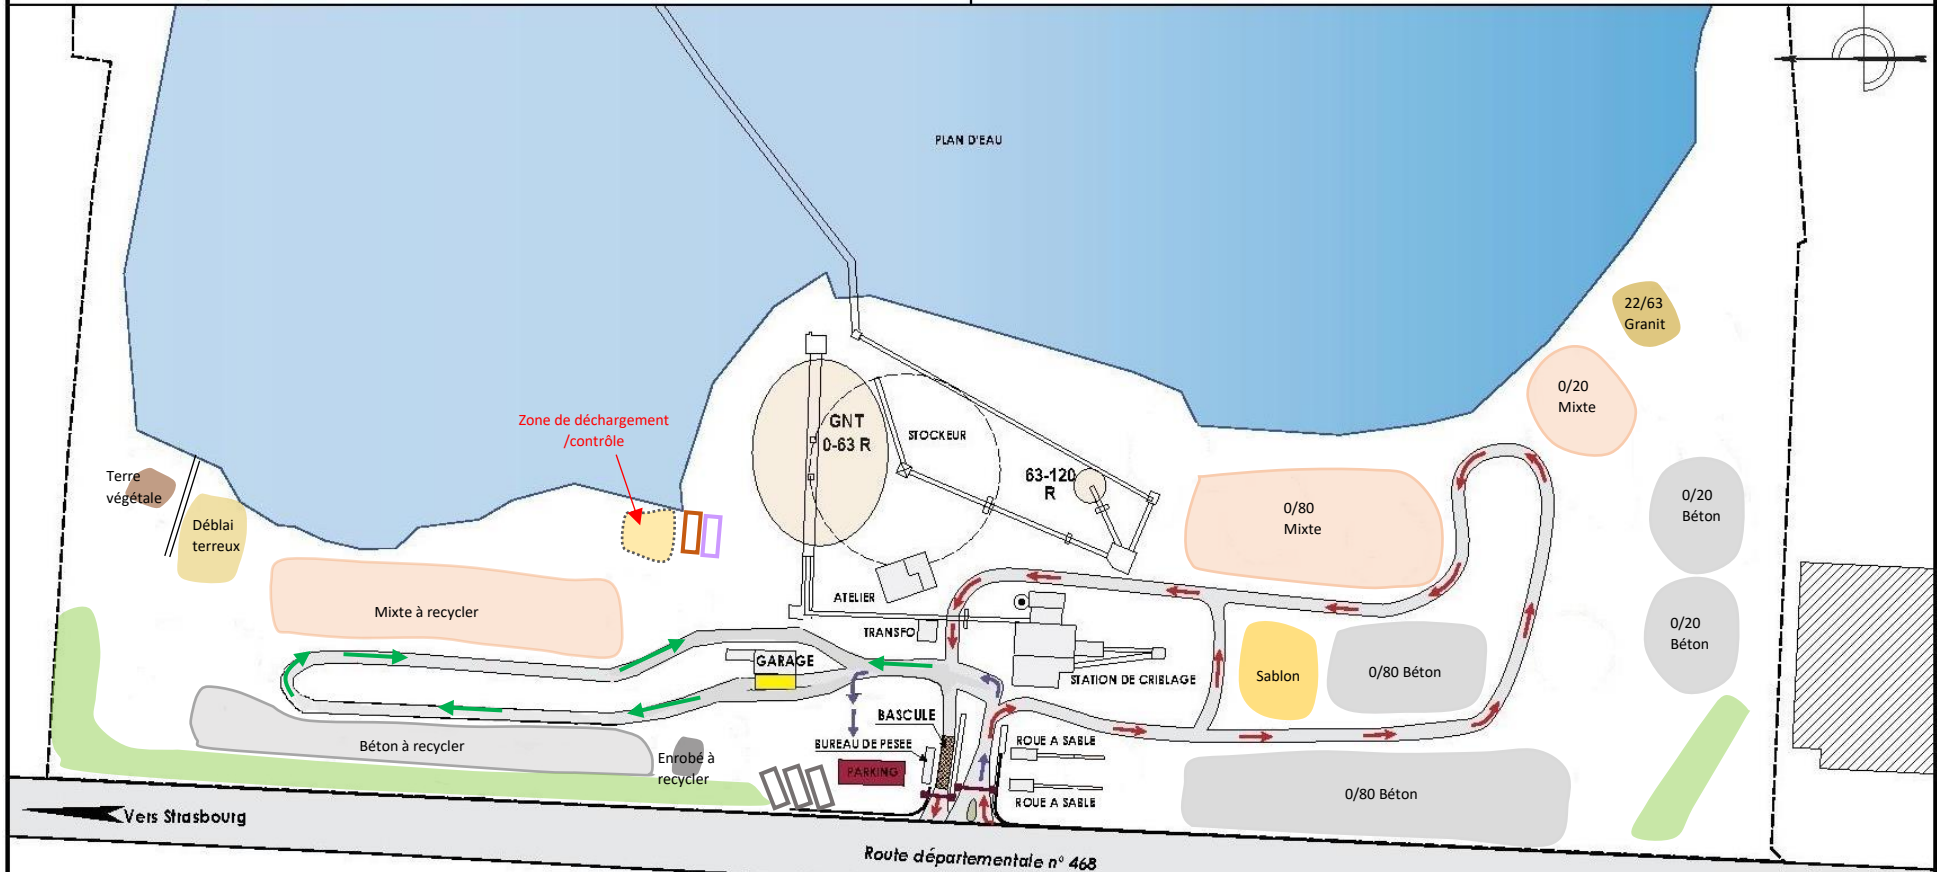 PLAN D'EAU
22/63
Granit
0/20
Mixte
Zone de déchargement
/contrôle
GNT
0-63 R
STOCKEUR
63-120
R
Terre
végétale
Déblai
terreux
0/80
Mixte
0/20
Béton
Mixte à recycler
ATELIER
TRANSFO
0/20
Béton
GARAGE
STATION DE CRIBLAGE
Sablon
0/80 Béton
BASCULE
Béton à recycler
BUREAU DE PESEE
ROUE A SABLE
Enrobé à
recycler
PARKING
ROUE A SABLE
0/80 Béton
Vers Strasbourg
Route départementale n° 468